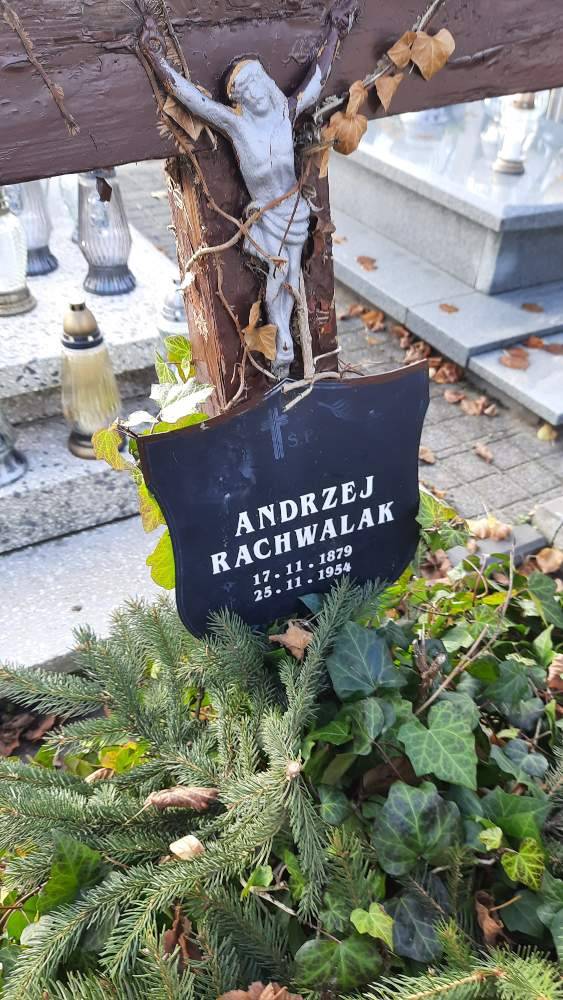 Ś.P.
ANDRZEJ
RACHWALAK
17.11.1879
25.11.1954